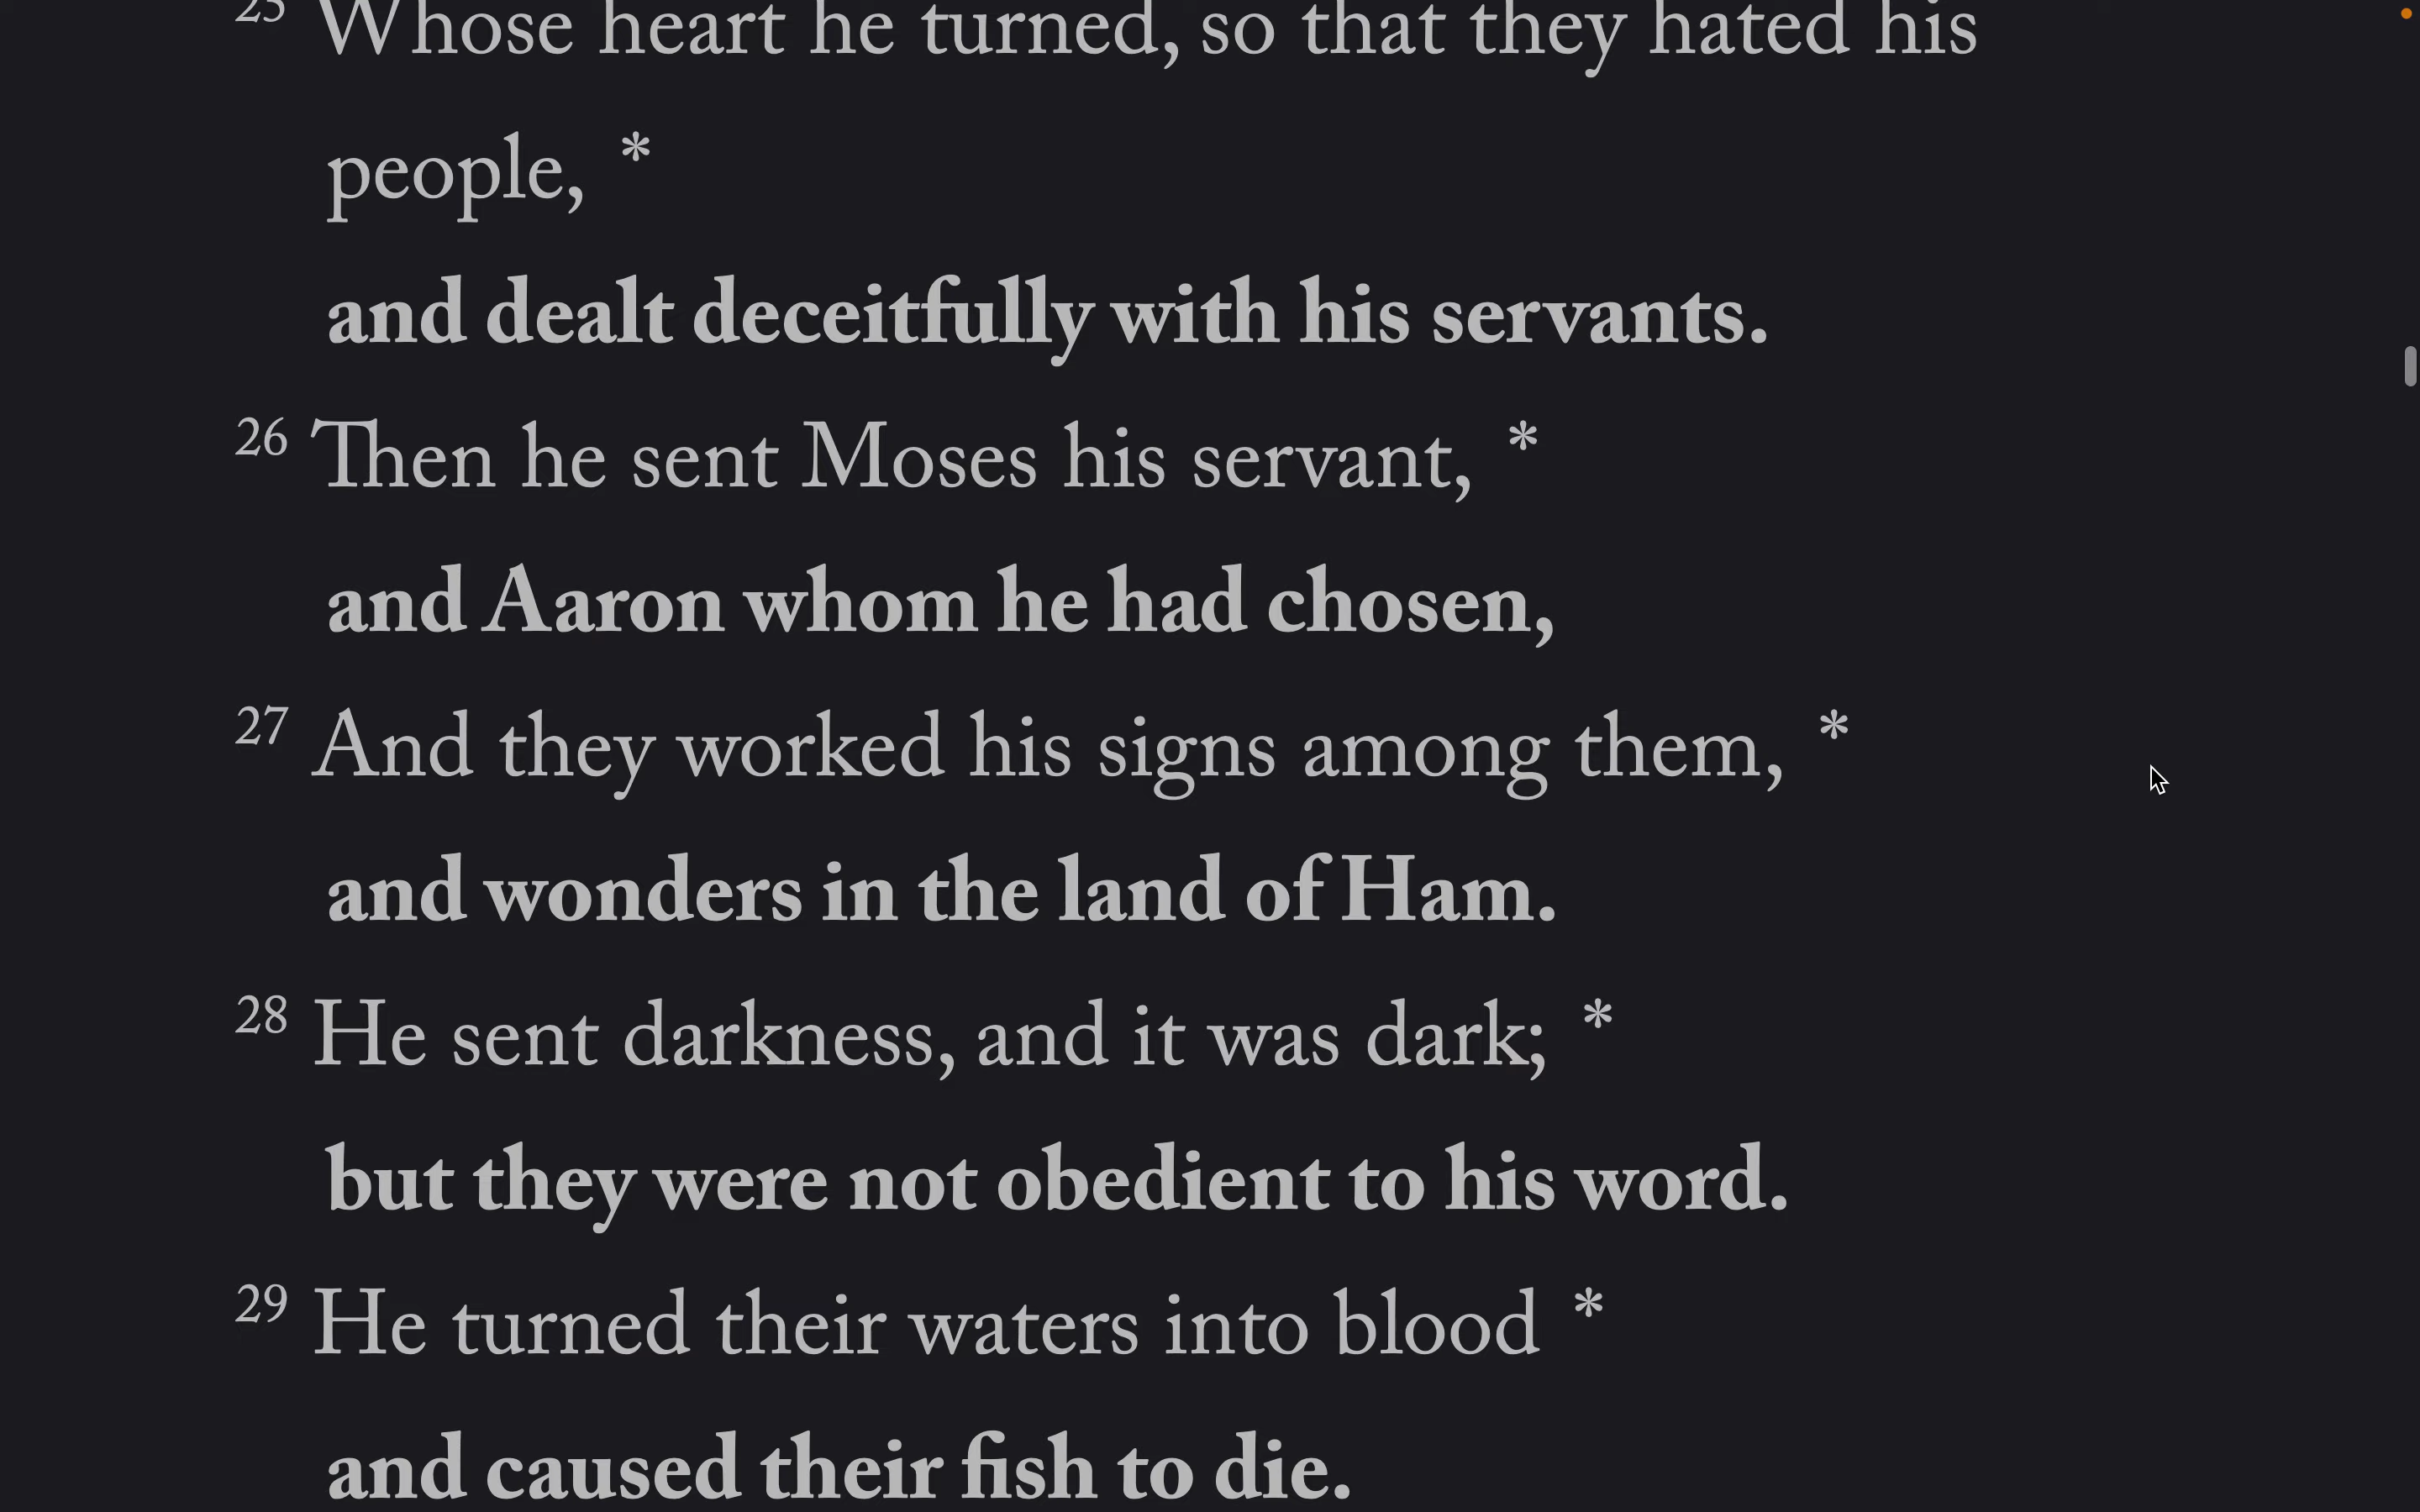 25 Whose heart he turned, so that they hated his
people, *
and dealt deceitfully with his servants.
26 Then he sent Moses his servant, *
and Aaron whom he had chosen,
27 And they worked his signs among them, *
and wonders in the land of Ham.
28 He sent darkness, and it was dark; *
but they were not obedient to his word.
29 He turned their waters into blood *
and caused their fish to die.